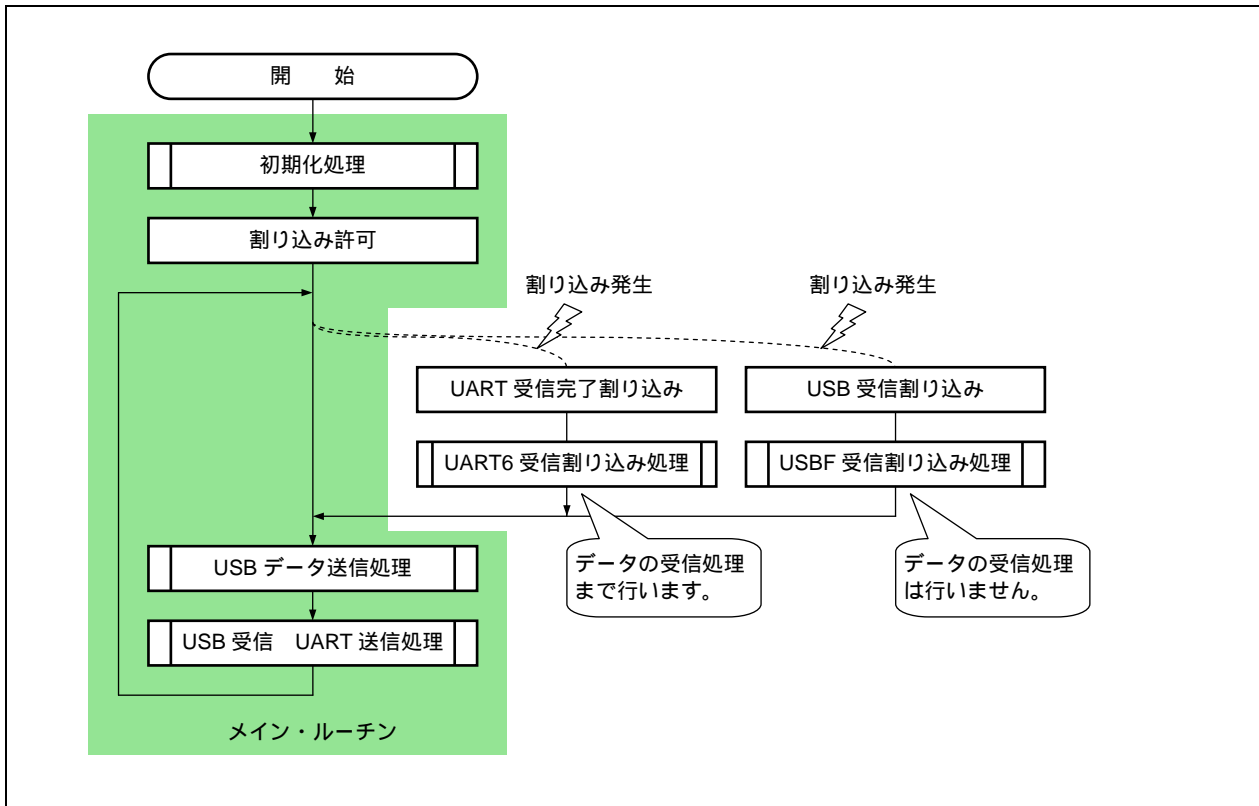 開　　始
初期化処理
割り込み許可
割り込み発生
割り込み発生
UART 受信完了割り込み
USB 受信割り込み
UART6 受信割り込み処理
USBF 受信割り込み処理
データの受信処理
まで行います。
データの受信処理
は行いません。
USB データ送信処理
USB 受信　UART 送信処理
メイン・ルーチン